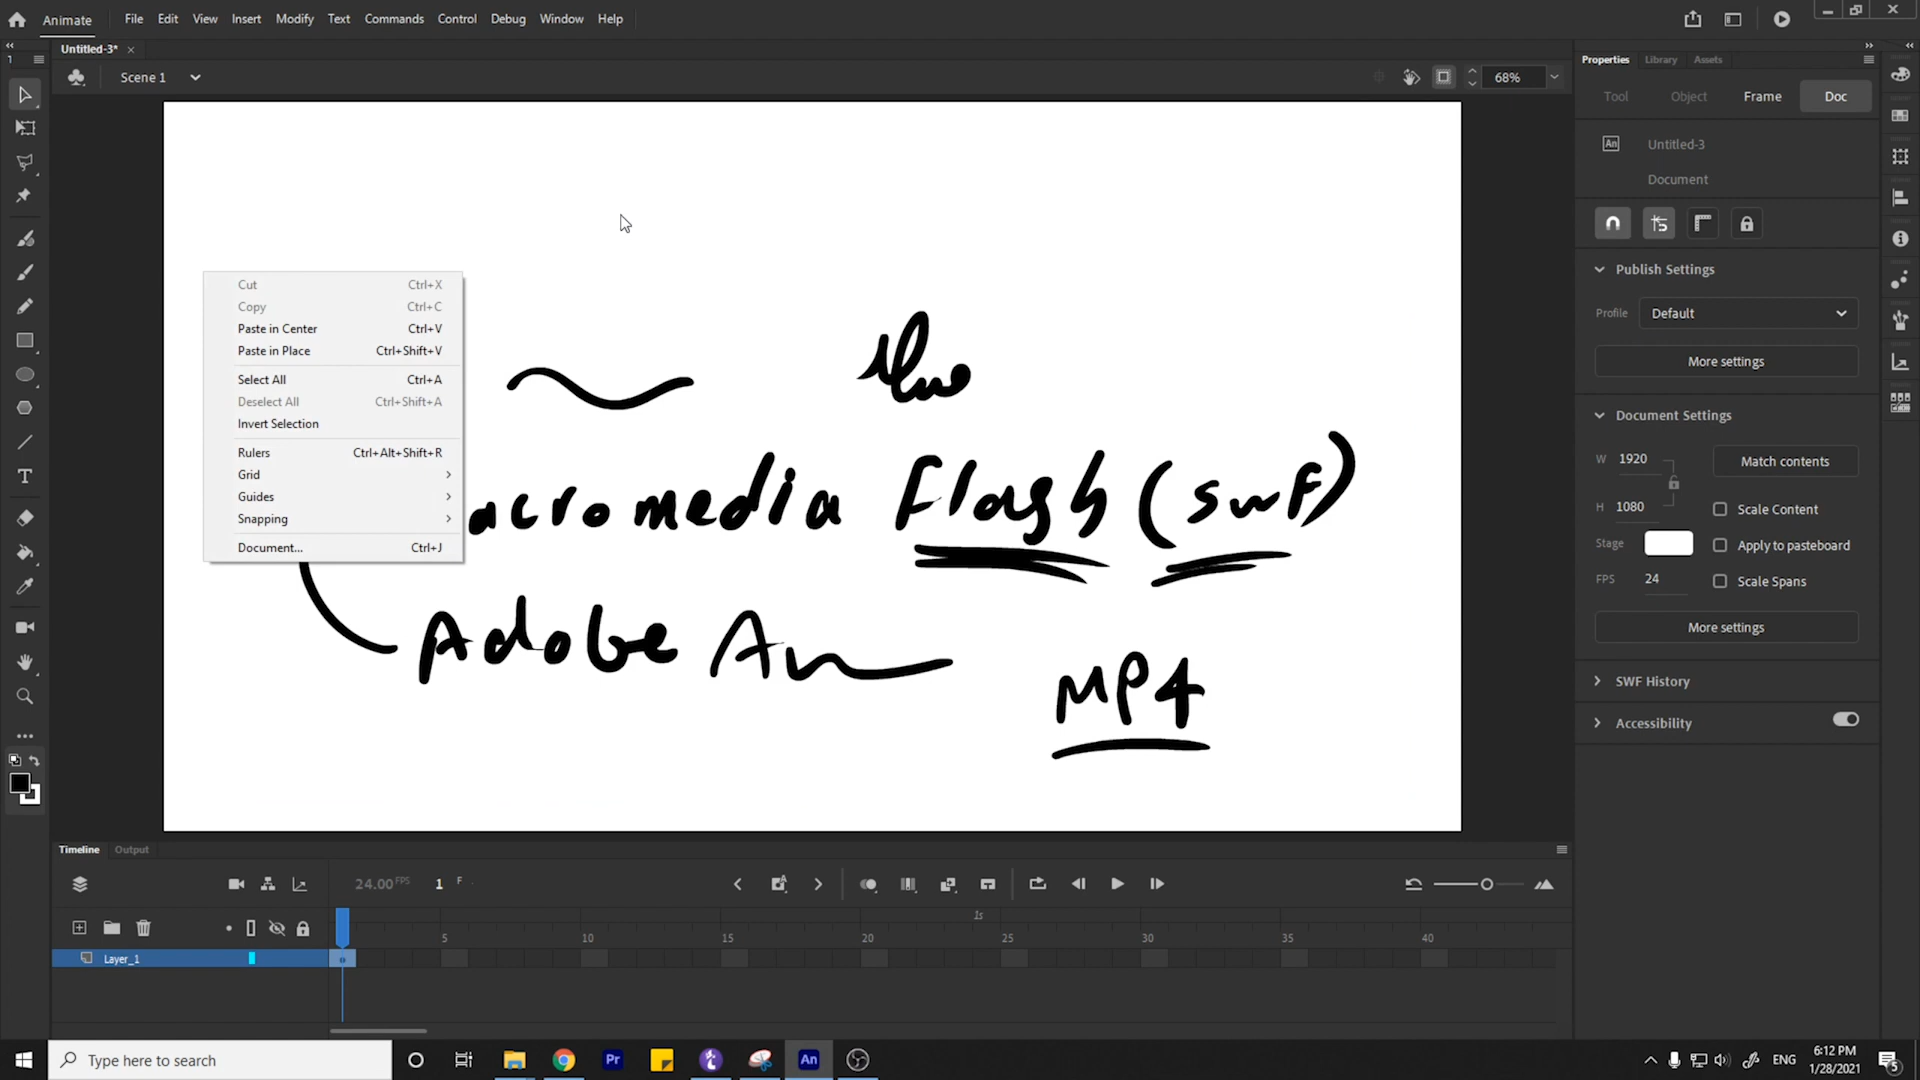 Animate File Edit View Insert Modify Text Commands Control Debug Window Help
Untitled-3*
Scene 1 68%
Cut Ctrl+X
Copy Ctrl+C
Paste in Center Ctrl+V
Paste in Place Ctrl+Shift+V
Select All Ctrl+A
Deselect All Ctrl+Shift+A
Invert Selection
Rulers Ctrl+Alt+Shift+R
Grid
Guides
Snapping
Document... Ctrl+J
the
acromedia Flash (swf)
Adobe An
MP4
Properties Library Assets
Tool Object Frame Doc
An Untitled-3
Document
Publish Settings
Profile Default
More settings
Document Settings
W 1920 Match contents
H 1080 Scale Content
Stage Apply to pasteboard
FPS 24 Scale Spans
More settings
SWF History
Accessibility
Timeline Output
24.00 FPS 1 F
1s
5 10 15 20 25 30 35 40
Layer_1
Type here to search Pr An ENG 6:12 PM
1/28/2021 5